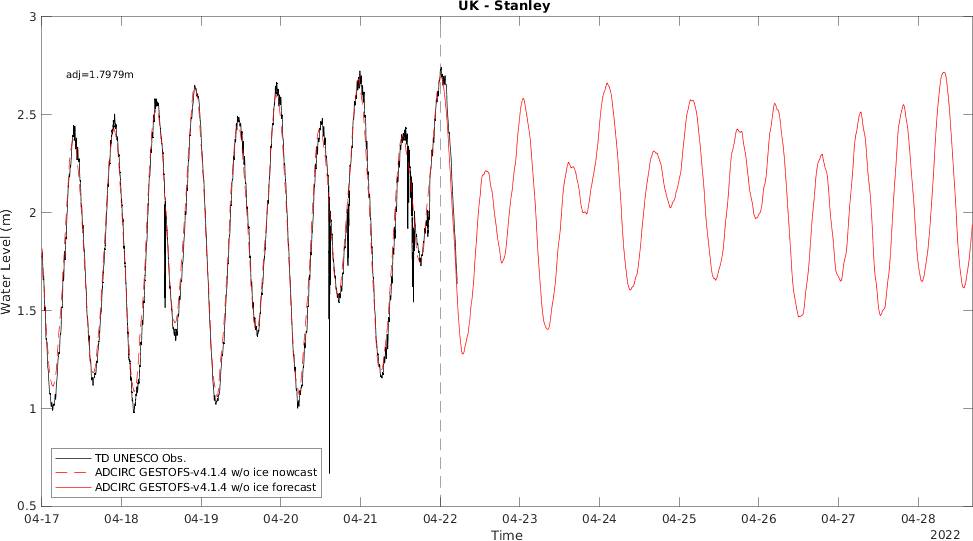 UK - Stanley
adj=1.7979m
Water Level (m)
3
2.5
2
1.5
1
0.5
TD UNESCO Obs.
ADCIRC GESTOFS-v4.1.4 w/o ice nowcast
ADCIRC GESTOFS-v4.1.4 w/o ice forecast
04-17 04-18 04-19 04-20 04-21 04-22 04-23 04-24 04-25 04-26 04-27 04-28
Time
2022